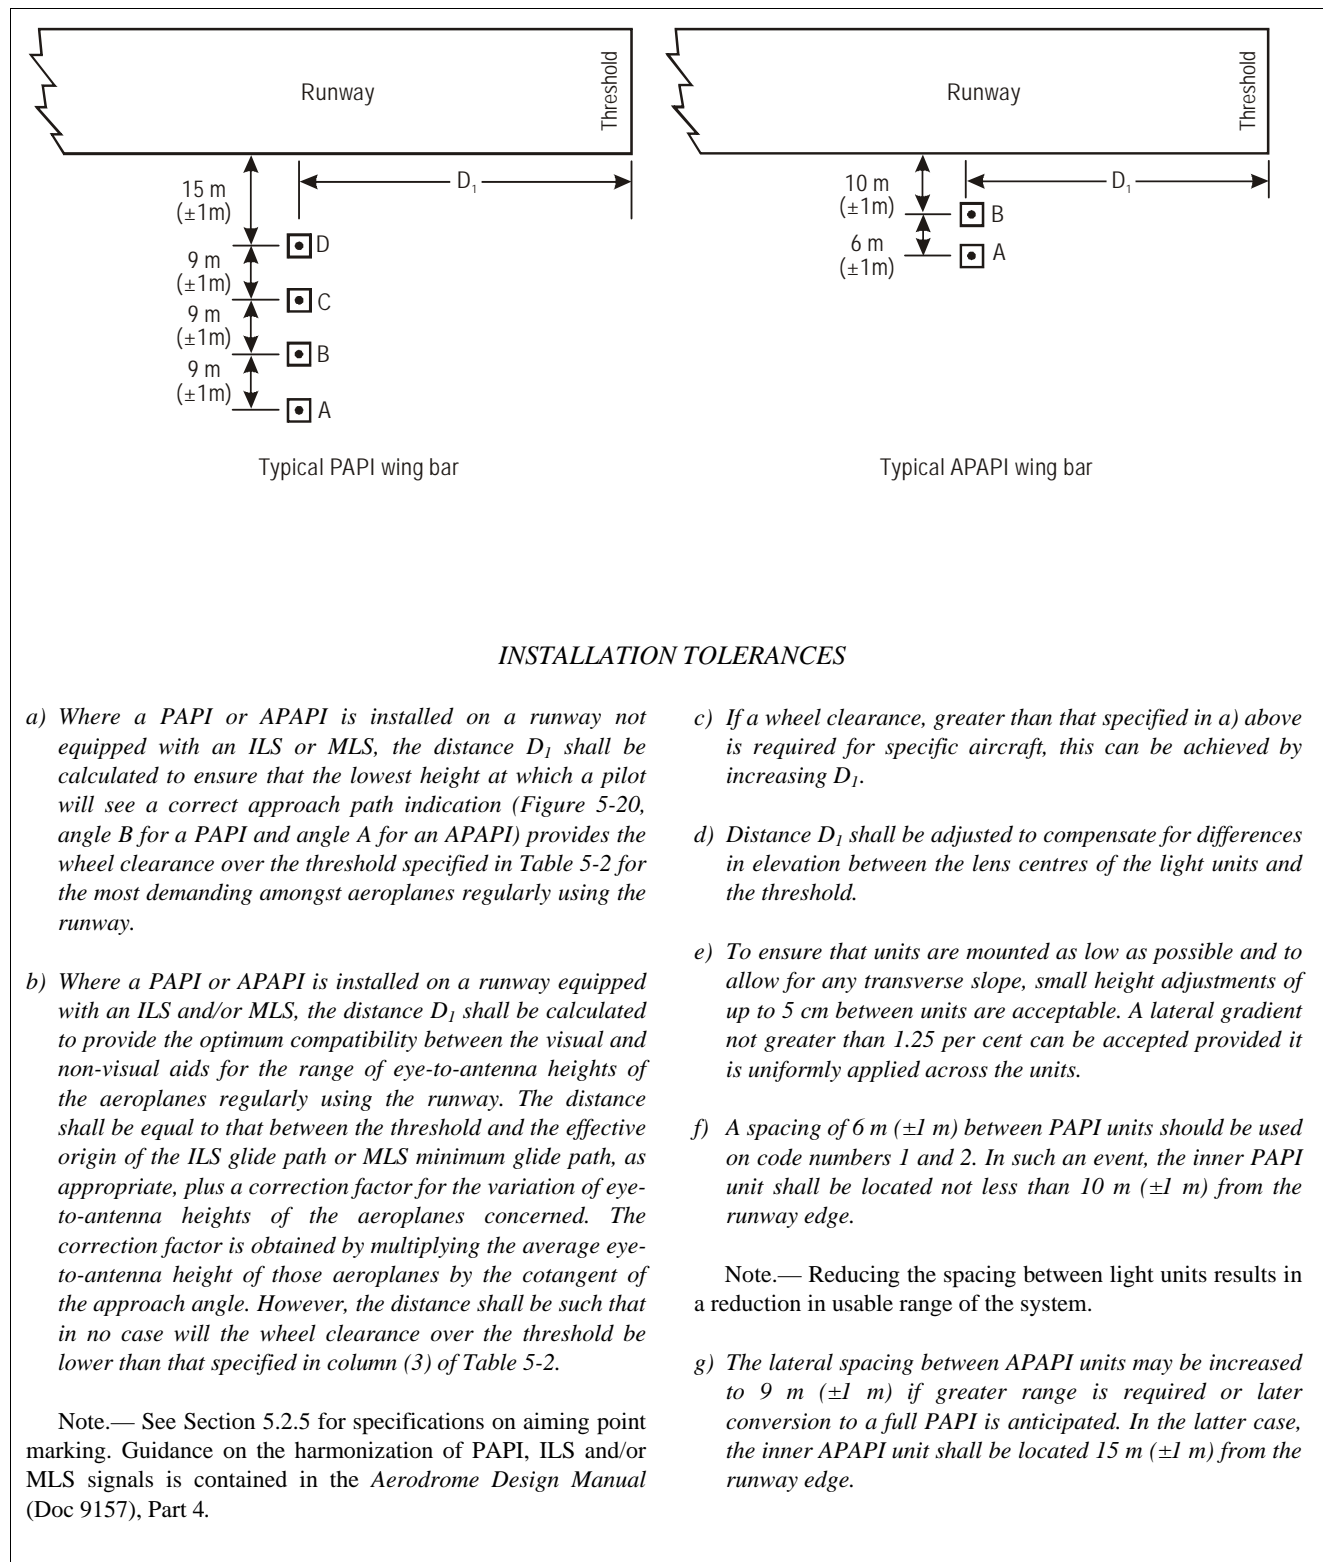 Runway
Threshold
D1
15 m
(±1m)
D
9 m
(±1m)
C
9 m
(±1m)
B
9 m
(±1m)
A
Typical PAPI wing bar
Runway
Threshold
D1
10 m
(±1m)
B
6 m
(±1m)
A
Typical APAPI wing bar
INSTALLATION TOLERANCES
a) Where a PAPI or APAPI is installed on a runway not
equipped with an ILS or MLS, the distance D1 shall be
calculated to ensure that the lowest height at which a pilot
will see a correct approach path indication (Figure 5-20,
angle B for a PAPI and angle A for an APAPI) provides the
wheel clearance over the threshold specified in Table 5-2 for
the most demanding amongst aeroplanes regularly using the
runway.
b) Where a PAPI or APAPI is installed on a runway equipped
with an ILS and/or MLS, the distance D1 shall be calculated
to provide the optimum compatibility between the visual and
non-visual aids for the range of eye-to-antenna heights of
the aeroplanes regularly using the runway. The distance
shall be equal to that between the threshold and the effective
origin of the ILS glide path or MLS minimum glide path, as
appropriate, plus a correction factor for the variation of eye-
to-antenna heights of the aeroplanes concerned. The
correction factor is obtained by multiplying the average eye-
to-antenna height of those aeroplanes by the cotangent of
the approach angle. However, the distance shall be such that
in no case will the wheel clearance over the threshold be
lower than that specified in column (3) of Table 5-2.
Note.— See Section 5.2.5 for specifications on aiming point
marking. Guidance on the harmonization of PAPI, ILS and/or
MLS signals is contained in the Aerodrome Design Manual
(Doc 9157), Part 4.
c) If a wheel clearance, greater than that specified in a) above
is required for specific aircraft, this can be achieved by
increasing D1.
d) Distance D1 shall be adjusted to compensate for differences
in elevation between the lens centres of the light units and
the threshold.
e) To ensure that units are mounted as low as possible and to
allow for any transverse slope, small height adjustments of
up to 5 cm between units are acceptable. A lateral gradient
not greater than 1.25 per cent can be accepted provided it
is uniformly applied across the units.
f) A spacing of 6 m (±1 m) between PAPI units should be used
on code numbers 1 and 2. In such an event, the inner PAPI
unit shall be located not less than 10 m (±1 m) from the
runway edge.
Note.— Reducing the spacing between light units results in
a reduction in usable range of the system.
g) The lateral spacing between APAPI units may be increased
to 9 m (±1 m) if greater range is required or later
conversion to a full PAPI is anticipated. In the latter case,
the inner APAPI unit shall be located 15 m (±1 m) from the
runway edge.